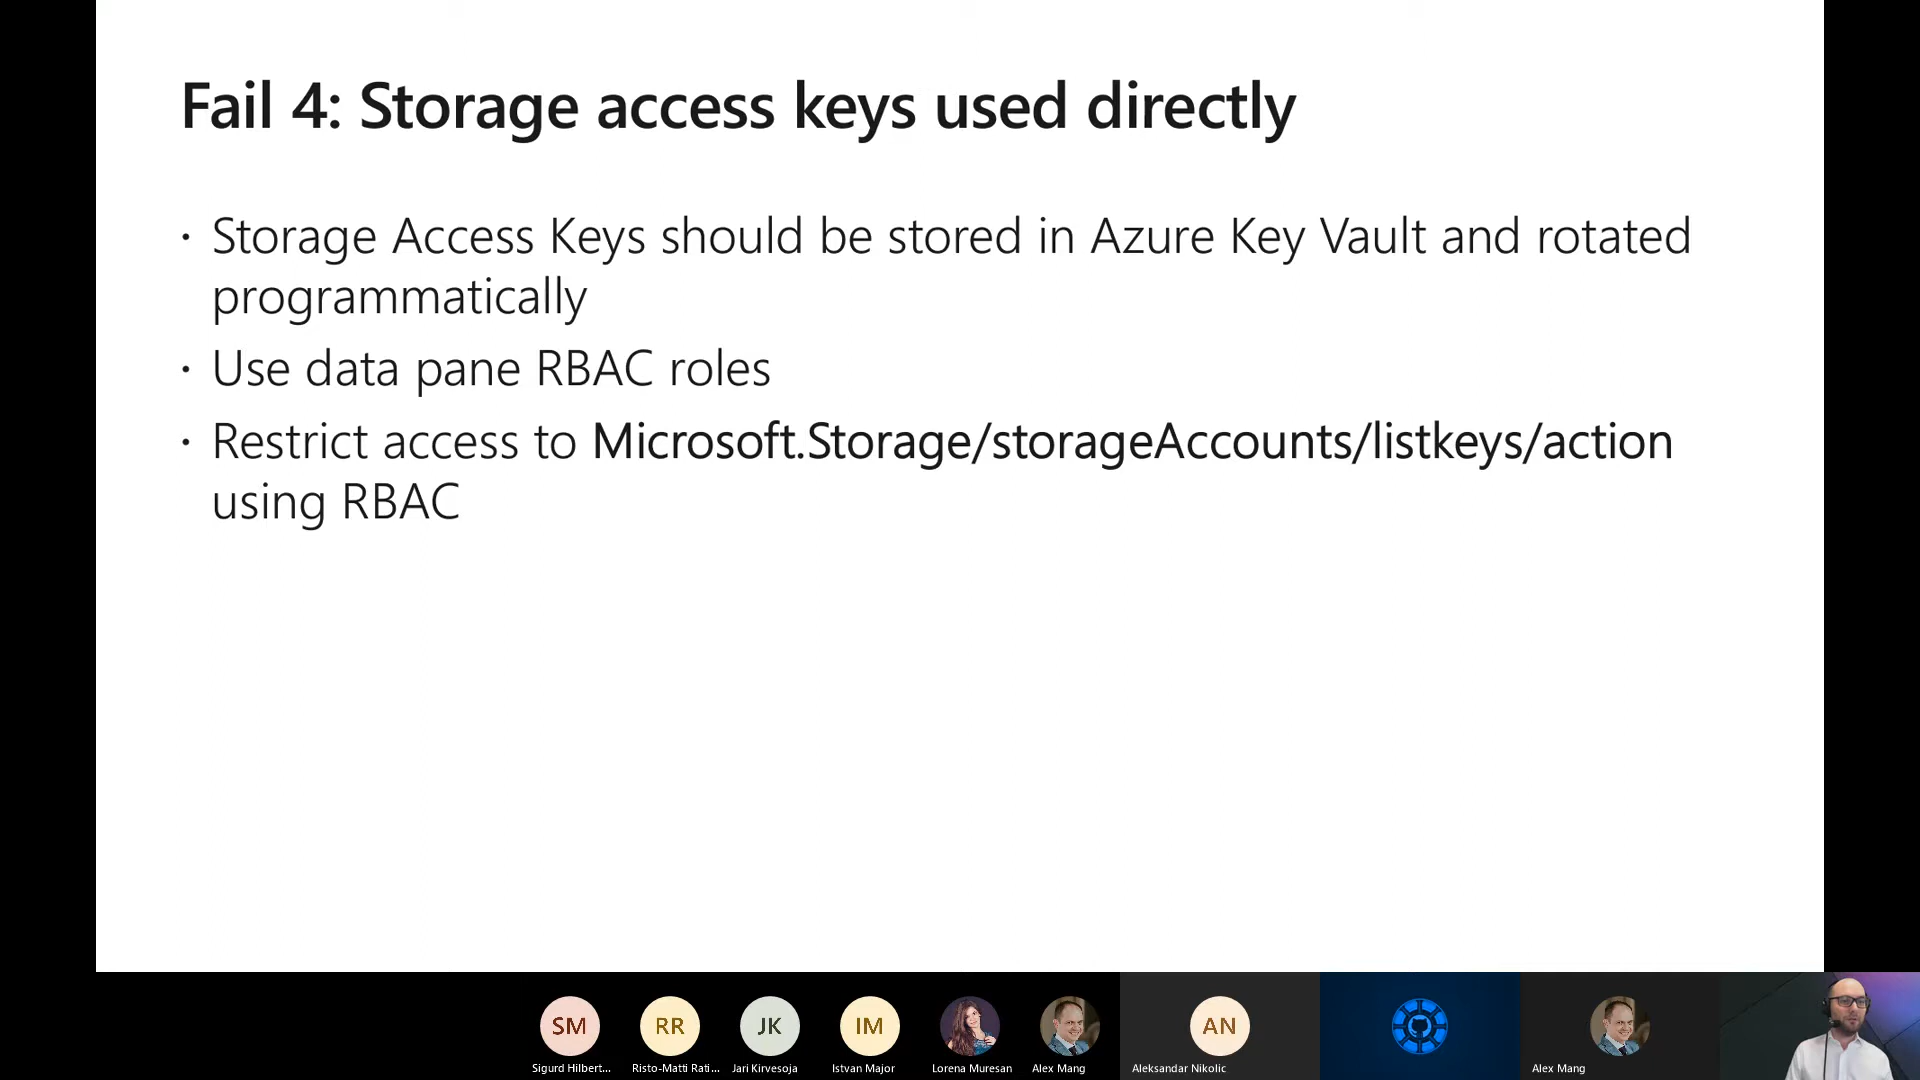 Fail 4: Storage access keys used directly
· Storage Access Keys should be stored in Azure Key Vault and rotated
programmatically
· Use data pane RBAC roles
· Restrict access to Microsoft.Storage/storageAccounts/listkeys/action
using RBAC
SM
RR
JK
IM
AN
Sigurd Hilbert...
Risto-Matti Rati...
Jari Kirvesoja
Istvan Major
Lorena Muresan
Alex Mang
Aleksandar Nikolic
Alex Mang